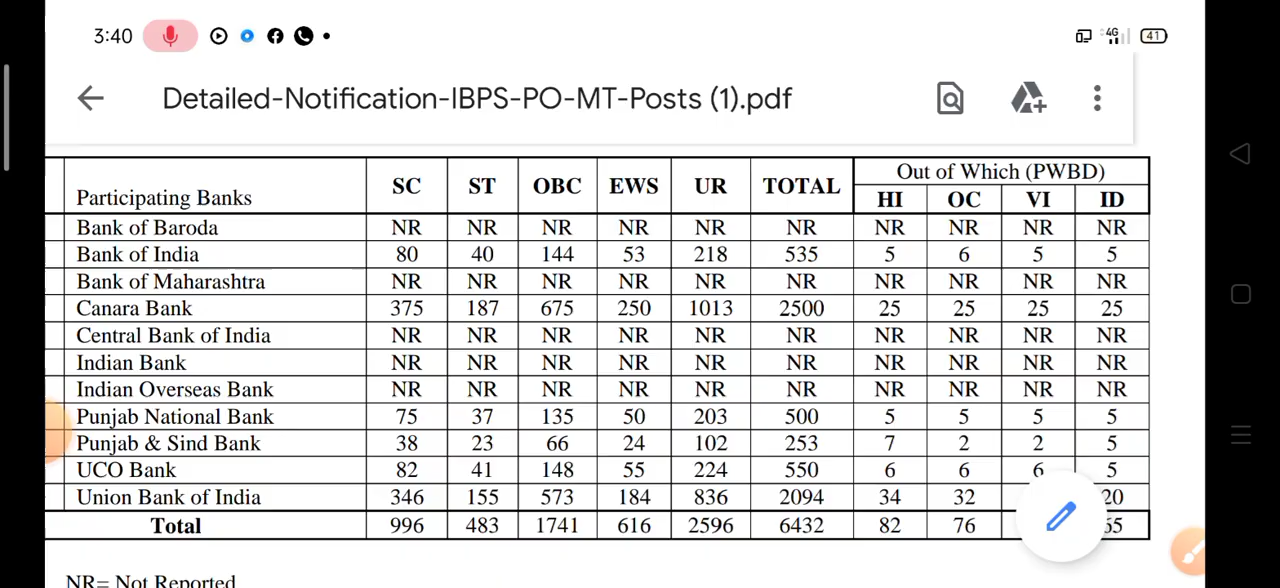 3:40 4G 41
Detailed-Notification-IBPS-PO-MT-Posts (1).pdf
Participating Banks SC ST OBC EWS UR TOTAL Out of Which (PWBD)
HI OC VI ID
Bank of Baroda NR NR NR NR NR NR NR NR NR NR
Bank of India 80 40 144 53 218 535 5 6 5 5
Bank of Maharashtra NR NR NR NR NR NR NR NR NR NR
Canara Bank 375 187 675 250 1013 2500 25 25 25 25
Central Bank of India NR NR NR NR NR NR NR NR NR NR
Indian Bank NR NR NR NR NR NR NR NR NR NR
Indian Overseas Bank NR NR NR NR NR NR NR NR NR NR
Punjab National Bank 75 37 135 50 203 500 5 5 5 5
Punjab & Sind Bank 38 23 66 24 102 253 7 2 2 5
UCO Bank 82 41 148 55 224 550 6 6 6 5
Union Bank of India 346 155 573 184 836 2094 34 32 20
Total 996 483 1741 616 2596 6432 82 76
NR= Not Reported